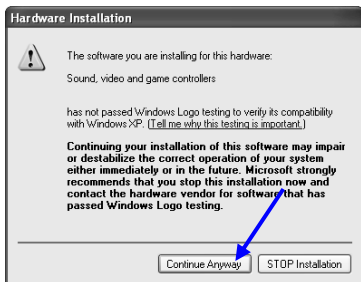 Hardware Installation
The software you are installing for this hardware:
Sound, video and game controllers
has not passed Windows Logo testing to verify its compatibility
with Windows XP. (Tell me why this testing is important.)
Continuing your installation of this software may impair
or destabilize the correct operation of your system
either immediately or in the future. Microsoft strongly
recommends that you stop this installation now and
contact the hardware vendor for software that has
passed Windows Logo testing.
Continue Anyway STOP Installation